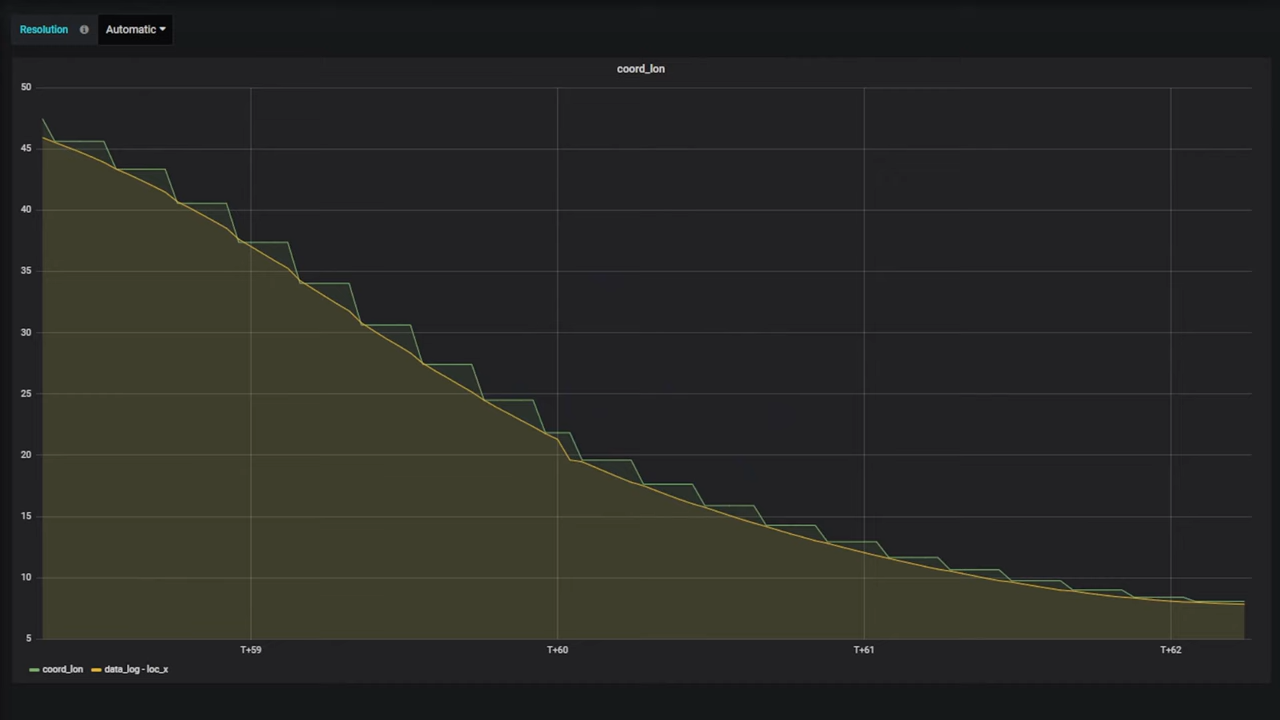 Resolution Automatic
coord_lon
50
45
40
35
30
25
20
15
10
5
T+59 T+60 T+61 T+62
coord_lon data_log - loc_x